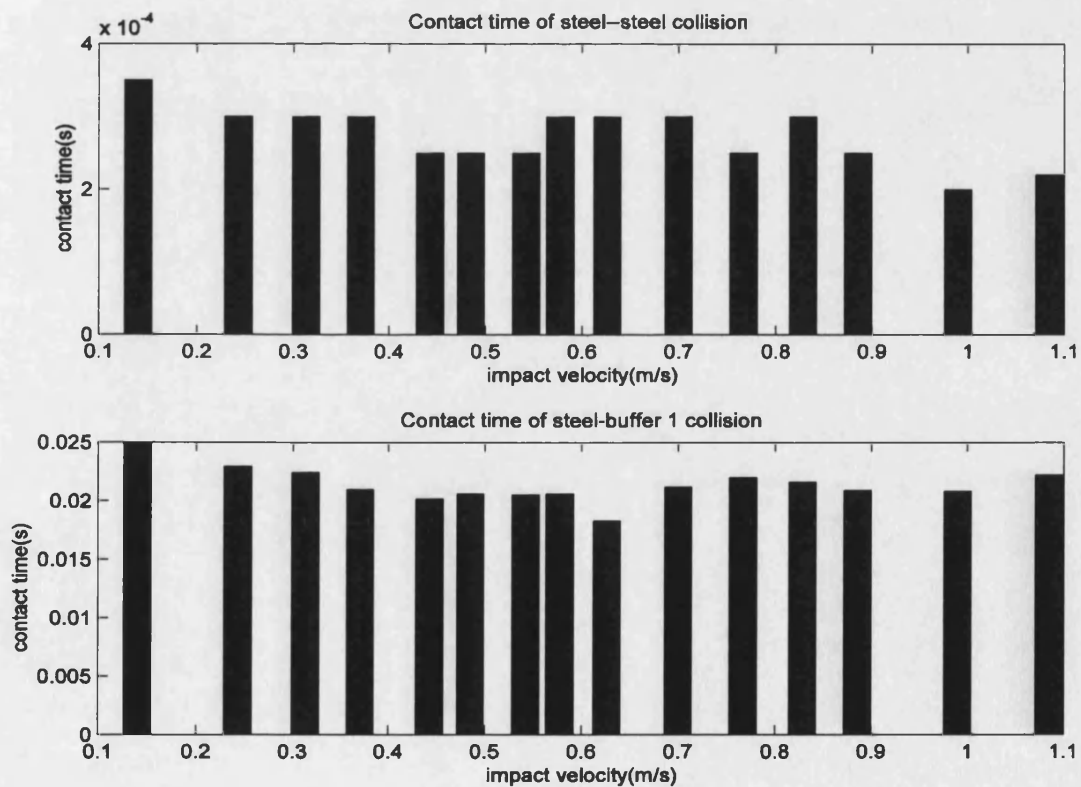 Contact time of steel–steel collision
x 10⁻⁴
4
2
0
contact time(s)
0.1 0.2 0.3 0.4 0.5 0.6 0.7 0.8 0.9 1 1.1
impact velocity(m/s)
Contact time of steel-buffer 1 collision
0.025
0.02
0.015
0.01
0.005
0
contact time(s)
0.1 0.2 0.3 0.4 0.5 0.6 0.7 0.8 0.9 1 1.1
impact velocity(m/s)